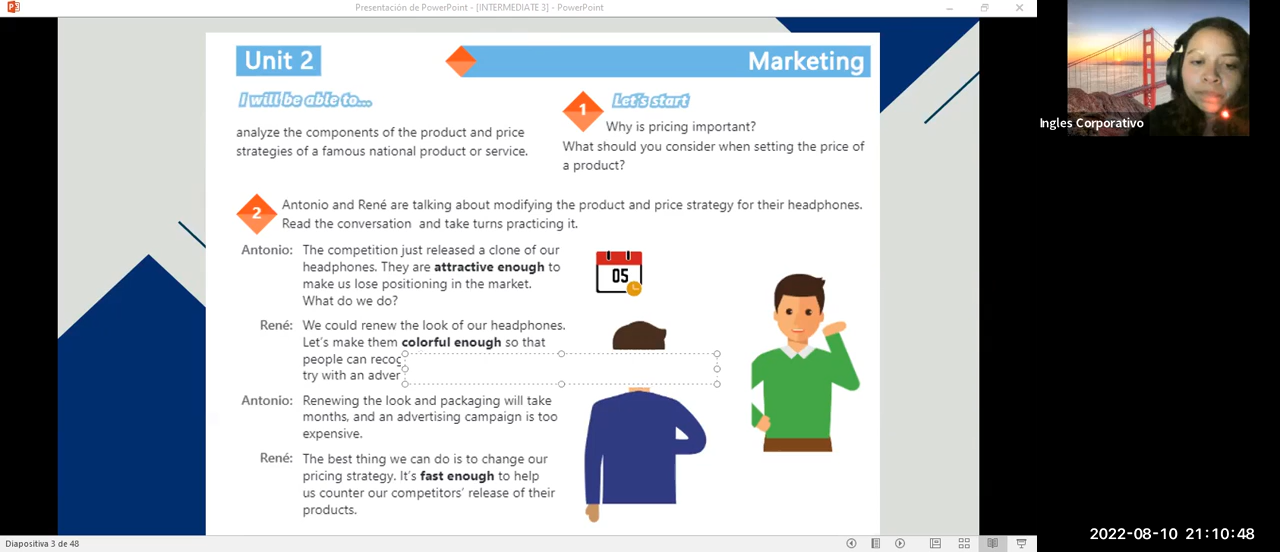 Presentación de PowerPoint - [INTERMEDIATE 3] - PowerPoint
Unit 2
Marketing
I will be able to...
analyze the components of the product and price
strategies of a famous national product or service.
1
Let's start
Why is pricing important?
What should you consider when setting the price of
a product?
2
Antonio and René are talking about modifying the product and price strategy for their headphones.
Read the conversation and take turns practicing it.
Antonio: The competition just released a clone of our
headphones. They are attractive enough to
make us lose positioning in the market.
What do we do?
05
René: We could renew the look of our headphones.
Let's make them colorful enough so that
people can
try with an
Antonio: Renewing the look and packaging will take
months, and an advertising campaign is too
expensive.
René: The best thing we can do is to change our
pricing strategy. It's fast enough to help
us counter our competitors' release of their
products.
Ingles Corporativo
Diapositiva 3 de 48
2022-08-10 21:10:48